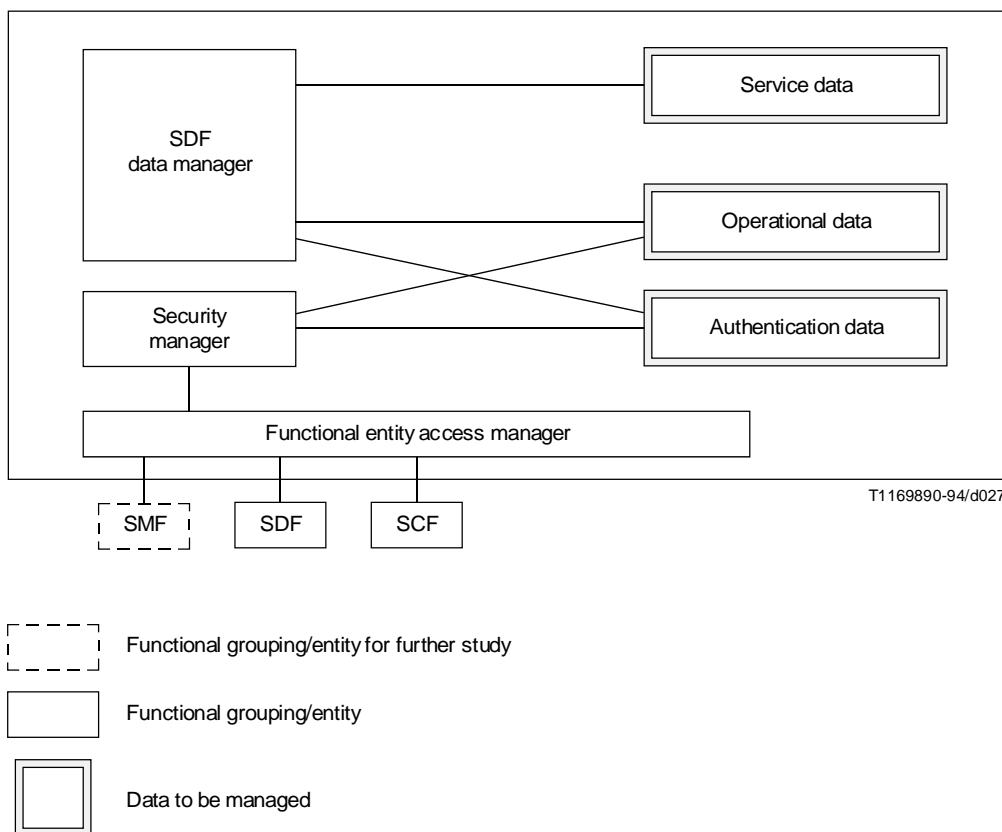 SDF
data manager
Service data
Operational data
Security
manager
Authentication data
Functional entity access manager
T1169890-94/d027
SMF
SDF
SCF
Functional grouping/entity for further study
Functional grouping/entity
Data to be managed